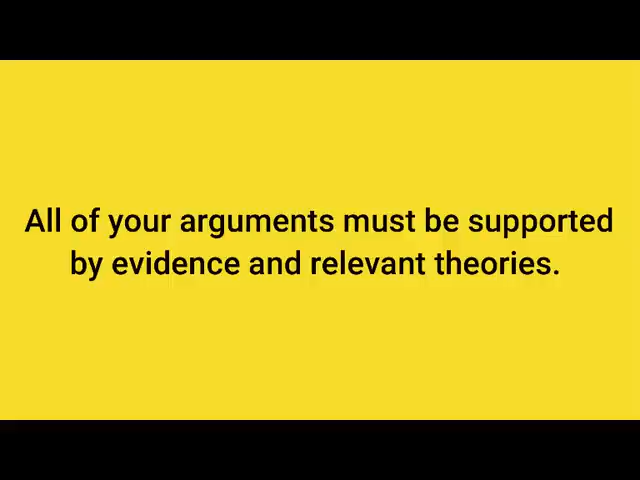 All of your arguments must be supported
by evidence and relevant theories.